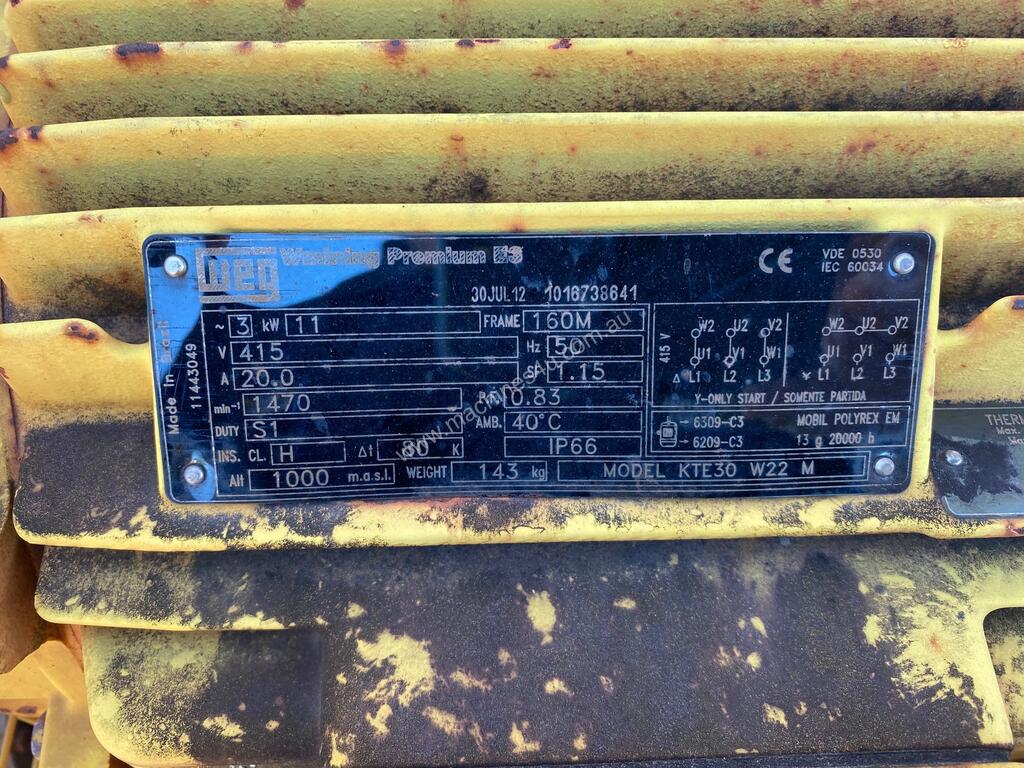 WEG Premium
CE VDE 0530
IEC 60034
30JUL12 1016738641
Made in Brazil
11443049
~ 3 kW 11 FRAME 160M
V 415 Hz 50
A 20.0 SF 1.15
min-1 1470 P.F. 0.83
DUTY S1 AMB. 40°C
INS. CL. H Δt K IP66
Alt 1000 m.a.s.l. WEIGHT 143 kg MODEL KTE30 W22 M
415 V
W2 U2 V2 W2 U2 V2
U1 V1 W1 U1 V1 W1
Δ L1 L2 L3 Y L1 L2 L3
Y-ONLY START / SOMENTE PARTIDA
6309-C3 MOBIL POLYREX EM
6209-C3 13 g 20000 h
THER
Max.
www.machines4u.com.au